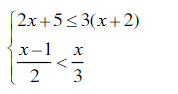 { 2x+5≤3(x+2)
(x-1)/2 < x/3